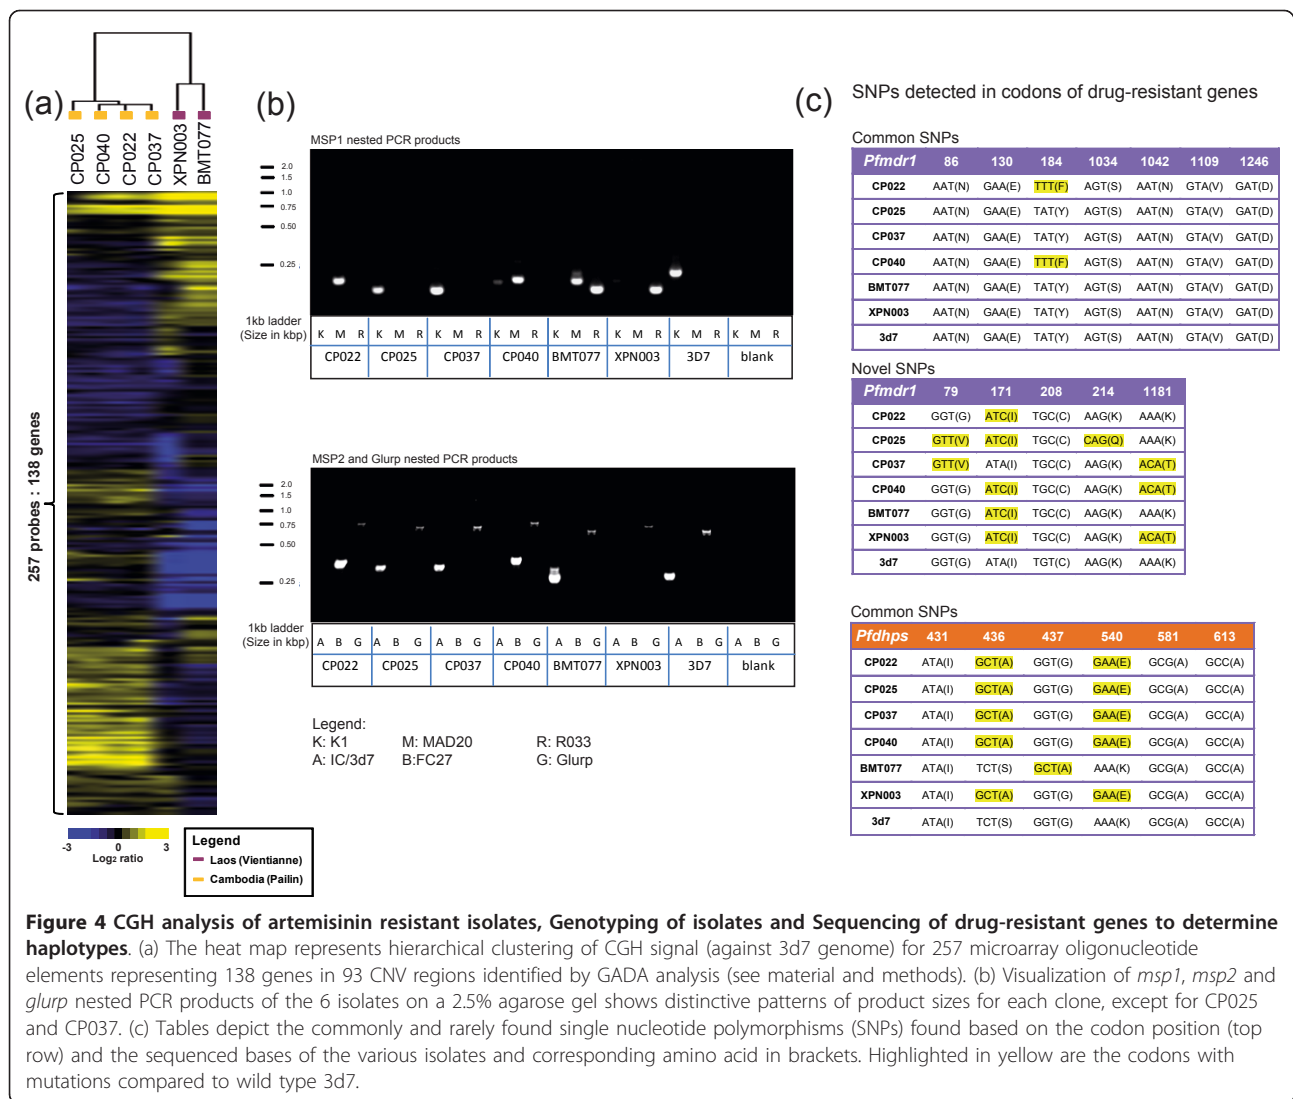 (a)
CP025
CP040
CP022
CP037
XPN003
BMT077
257 probes : 138 genes
-3 0 3
Log2 ratio
Legend
Laos (Vientianne)
Cambodia (Pailin)
(b)
MSP1 nested PCR products
2.0
1.5
1.0
0.75
0.50
0.25
1kb ladder
(Size in kbp)
K M R K M R K M R K M R K M R K M R K M R K M R
CP022 CP025 CP037 CP040 BMT077 XPN003 3D7 blank
MSP2 and Glurp nested PCR products
2.0
1.5
1.0
0.75
0.50
0.25
1kb ladder
(Size in kbp)
A B G A B G A B G A B G A B G A B G A B G A B G
CP022 CP025 CP037 CP040 BMT077 XPN003 3D7 blank
Legend:
K: K1 M: MAD20 R: R033
A: IC/3d7 B:FC27 G: Glurp
(c)
SNPs detected in codons of drug-resistant genes
Common SNPs
Pfmdr1 86 130 184 1034 1042 1109 1246
CP022 AAT(N) GAA(E) TTT(F) AGT(S) AAT(N) GTA(V) GAT(D)
CP025 AAT(N) GAA(E) TAT(Y) AGT(S) AAT(N) GTA(V) GAT(D)
CP037 AAT(N) GAA(E) TAT(Y) AGT(S) AAT(N) GTA(V) GAT(D)
CP040 AAT(N) GAA(E) TTT(F) AGT(S) AAT(N) GTA(V) GAT(D)
BMT077 AAT(N) GAA(E) TAT(Y) AGT(S) AAT(N) GTA(V) GAT(D)
XPN003 AAT(N) GAA(E) TAT(Y) AGT(S) AAT(N) GTA(V) GAT(D)
3d7 AAT(N) GAA(E) TAT(Y) AGT(S) AAT(N) GTA(V) GAT(D)
Novel SNPs
Pfmdr1 79 171 208 214 1181
CP022 GGT(G) ATC(I) TGC(C) AAG(K) AAA(K)
CP025 GTT(V) ATC(I) TGC(C) CAG(Q) AAA(K)
CP037 GTT(V) ATA(I) TGC(C) AAG(K) ACA(T)
CP040 GGT(G) ATC(I) TGC(C) AAG(K) ACA(T)
BMT077 GGT(G) ATC(I) TGC(C) AAG(K) AAA(K)
XPN003 GGT(G) ATC(I) TGC(C) AAG(K) ACA(T)
3d7 GGT(G) ATA(I) TGT(C) AAG(K) AAA(K)
Common SNPs
Pfdhps 431 436 437 540 581 613
CP022 ATA(I) GCT(A) GGT(G) GAA(E) GCG(A) GCC(A)
CP025 ATA(I) GCT(A) GGT(G) GAA(E) GCG(A) GCC(A)
CP037 ATA(I) GCT(A) GGT(G) GAA(E) GCG(A) GCC(A)
CP040 ATA(I) GCT(A) GGT(G) GAA(E) GCG(A) GCC(A)
BMT077 ATA(I) TCT(S) GCT(A) AAA(K) GCG(A) GCC(A)
XPN003 ATA(I) GCT(A) GGT(G) GAA(E) GCG(A) GCC(A)
3d7 ATA(I) TCT(S) GGT(G) AAA(K) GCG(A) GCC(A)
Figure 4 CGH analysis of artemisinin resistant isolates, Genotyping of isolates and Sequencing of drug-resistant genes to determine
haplotypes. (a) The heat map represents hierarchical clustering of CGH signal (against 3d7 genome) for 257 microarray oligonucleotide
elements representing 138 genes in 93 CNV regions identified by GADA analysis (see material and methods). (b) Visualization of msp1, msp2 and
glurp nested PCR products of the 6 isolates on a 2.5% agarose gel shows distinctive patterns of product sizes for each clone, except for CP025
and CP037. (c) Tables depict the commonly and rarely found single nucleotide polymorphisms (SNPs) found based on the codon position (top
row) and the sequenced bases of the various isolates and corresponding amino acid in brackets. Highlighted in yellow are the codons with
mutations compared to wild type 3d7.